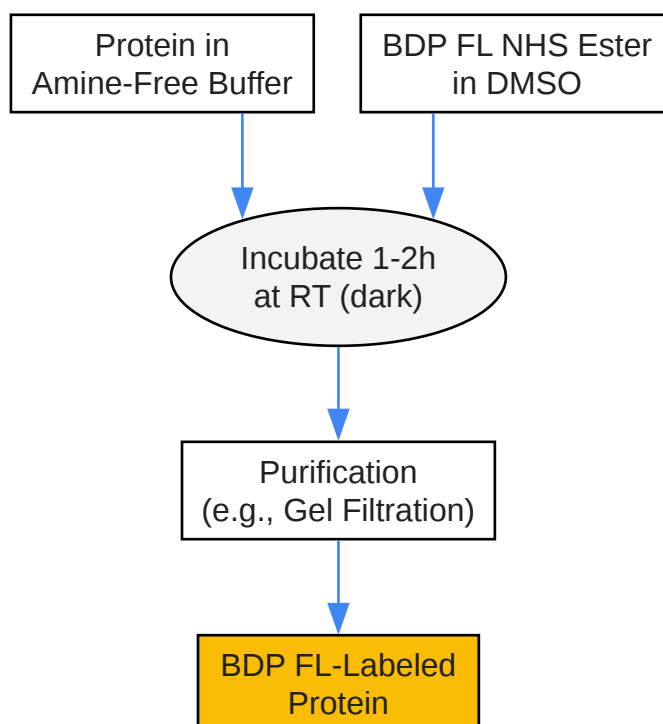 Protein in
Amine-Free Buffer
BDP FL NHS Ester
in DMSO
Incubate 1-2h
at RT (dark)
Purification
(e.g., Gel Filtration)
BDP FL-Labeled
Protein